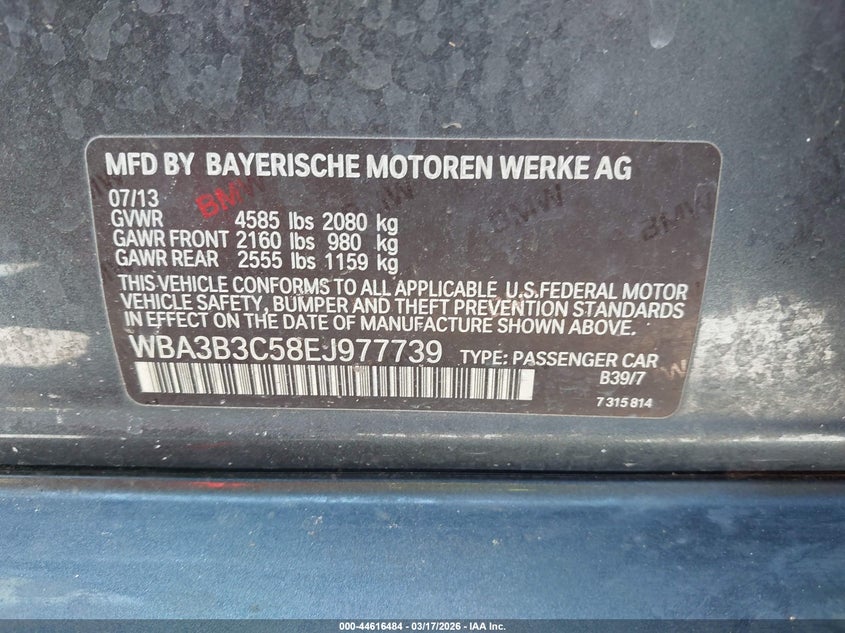 MFD BY BAYERISCHE MOTOREN WERKE AG
07/13
GVWR 4585 lbs 2080 kg
GAWR FRONT 2160 lbs 980 kg
GAWR REAR 2555 lbs 1159 kg
THIS VEHICLE CONFORMS TO ALL APPLICABLE U.S.FEDERAL MOTOR
VEHICLE SAFETY, BUMPER AND THEFT PREVENTION STANDARDS
IN EFFECT ON THE DATE OF MANUFACTURE SHOWN ABOVE
WBA3B3C58EJ977739 TYPE: PASSENGER CAR
B39/7
7 315 814
BMW
BMW
BMW
000-44616484 — 03/17/2026 — IAA Inc.